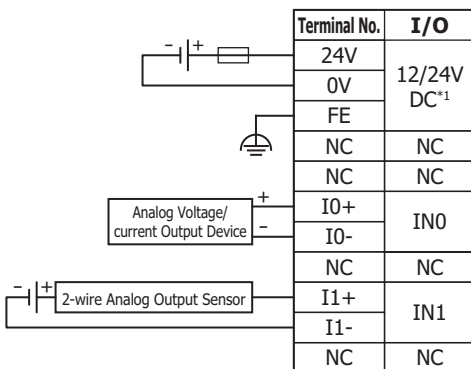 Terminal No. I/O
- + 24V
0V 12/24V DC*1
FE
NC NC
NC NC
Analog Voltage/
current Output Device
+ I0+ IN0
- I0-
NC NC
- + 2-wire Analog Output Sensor I1+ IN1
I1-
NC NC